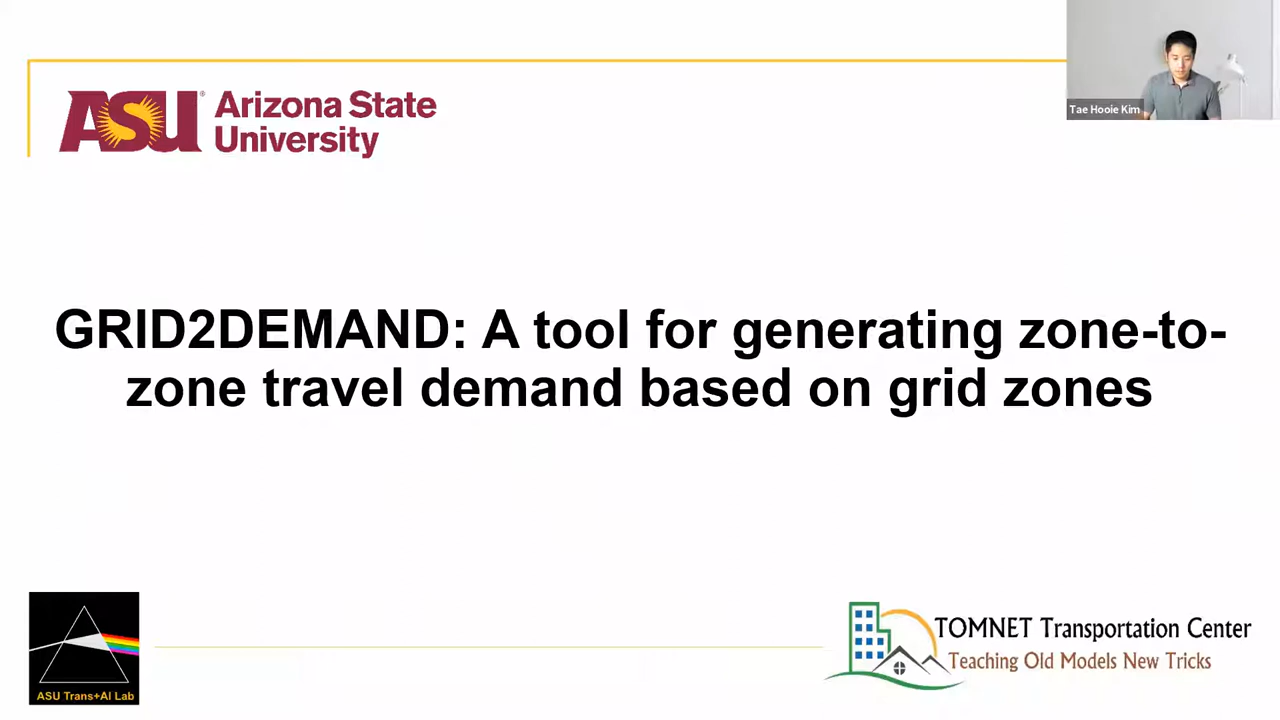 Tae Hooie Kim
ASU® Arizona State
University
GRID2DEMAND: A tool for generating zone-to-
zone travel demand based on grid zones
ASU Trans+AI Lab
TOMNET Transportation Center
Teaching Old Models New Tricks